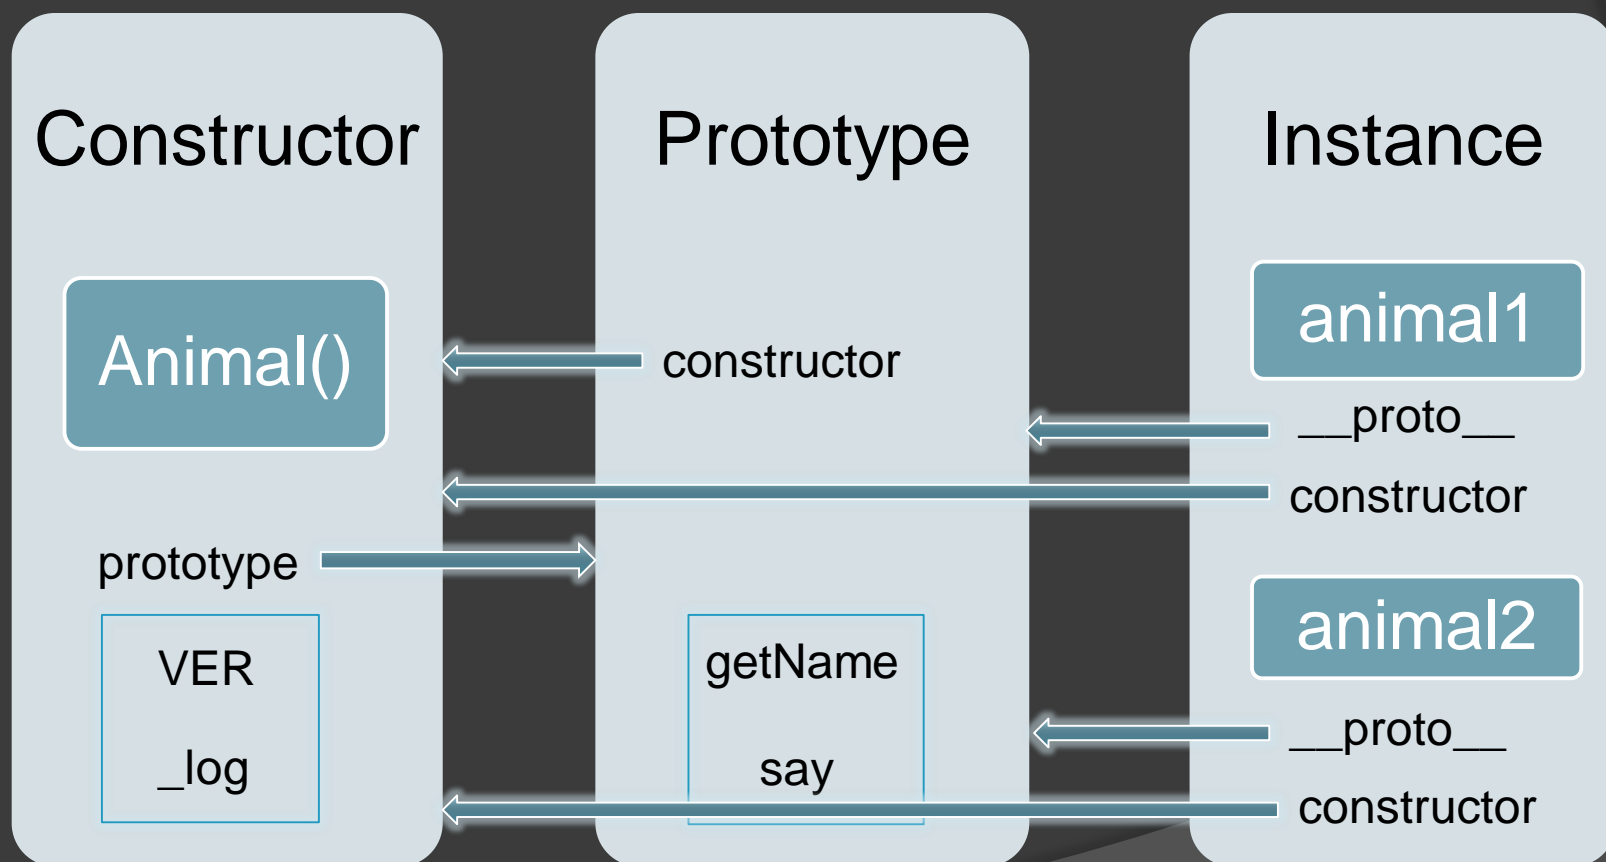 Constructor
Animal()
prototype
VER
_log
Prototype
constructor
getName
say
Instance
animal1
__proto__
constructor
animal2
__proto__
constructor